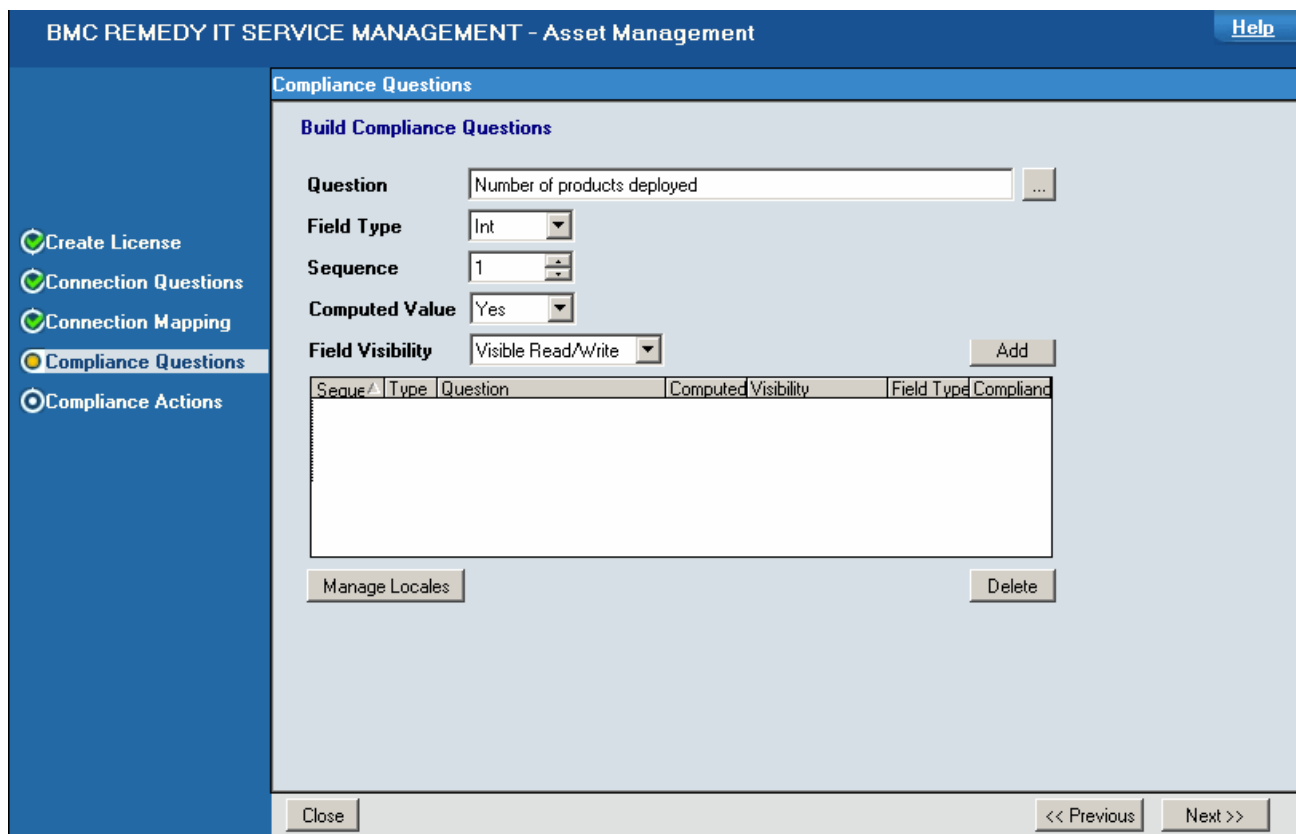 BMC REMEDY IT SERVICE MANAGEMENT - Asset Management
Help
Create License
Connection Questions
Connection Mapping
Compliance Questions
Compliance Actions
Compliance Questions
Build Compliance Questions
Question Number of products deployed ...
Field Type Int
Sequence 1
Computed Value Yes
Field Visibility Visible Read/Write Add
Seque Type Question Computed Visibility Field Type Complianc
Manage Locales Delete
Close << Previous Next >>